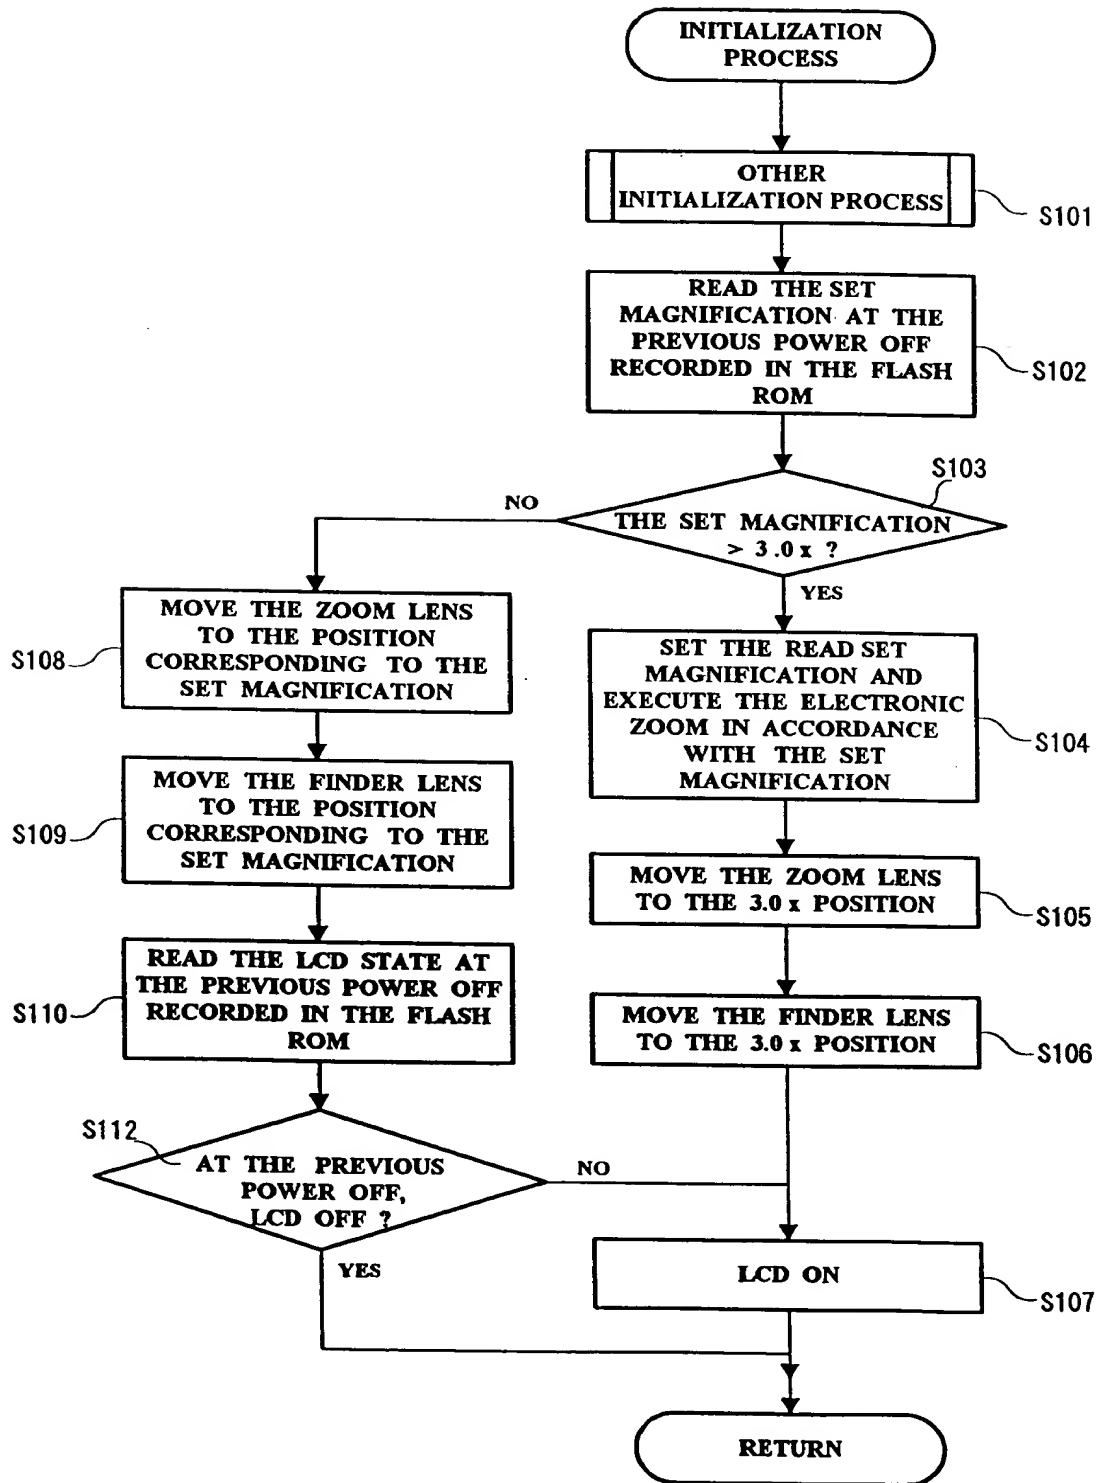 INITIALIZATION
PROCESS
OTHER
INITIALIZATION PROCESS
S101
READ THE SET
MAGNIFICATION AT THE
PREVIOUS POWER OFF
RECORDED IN THE FLASH
ROM
S102
S103
THE SET MAGNIFICATION
> 3.0 x ?
NO
YES
MOVE THE ZOOM LENS
TO THE POSITION
CORRESPONDING TO THE
SET MAGNIFICATION
S108
SET THE READ SET
MAGNIFICATION AND
EXECUTE THE ELECTRONIC
ZOOM IN ACCORDANCE
WITH THE SET
MAGNIFICATION
S104
MOVE THE FINDER LENS
TO THE POSITION
CORRESPONDING TO THE
SET MAGNIFICATION
S109
MOVE THE ZOOM LENS
TO THE 3.0 x POSITION
S105
READ THE LCD STATE AT
THE PREVIOUS POWER OFF
RECORDED IN THE FLASH
ROM
S110
MOVE THE FINDER LENS
TO THE 3.0 x POSITION
S106
S112
AT THE PREVIOUS
POWER OFF,
LCD OFF ?
NO
YES
LCD ON
S107
RETURN